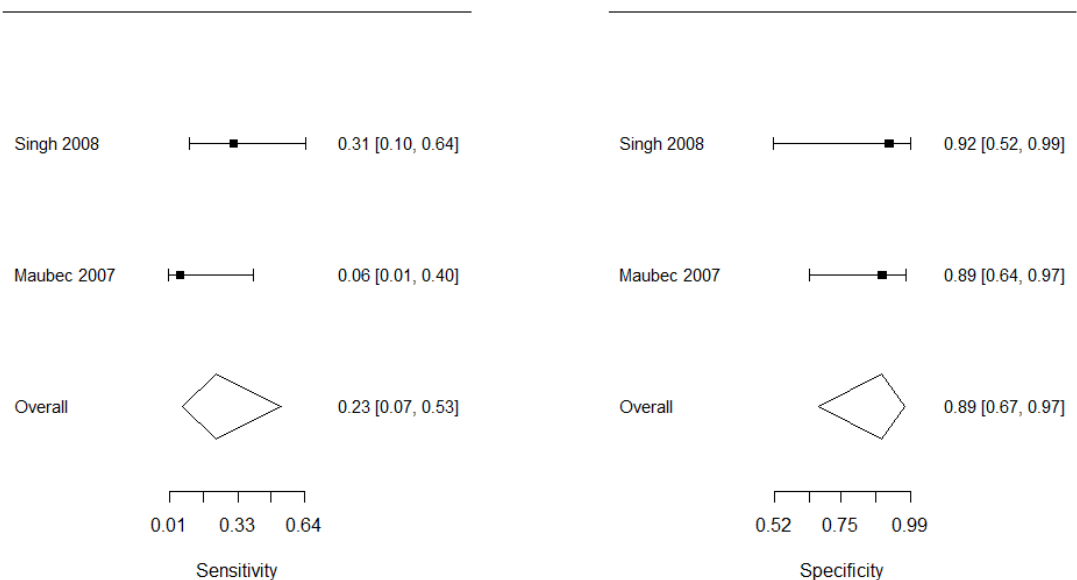 Singh 2008 0.31 [0.10, 0.64]
Maubec 2007 0.06 [0.01, 0.40]
Overall 0.23 [0.07, 0.53]
0.01 0.33 0.64
Sensitivity
Singh 2008 0.92 [0.52, 0.99]
Maubec 2007 0.89 [0.64, 0.97]
Overall 0.89 [0.67, 0.97]
0.52 0.75 0.99
Specificity